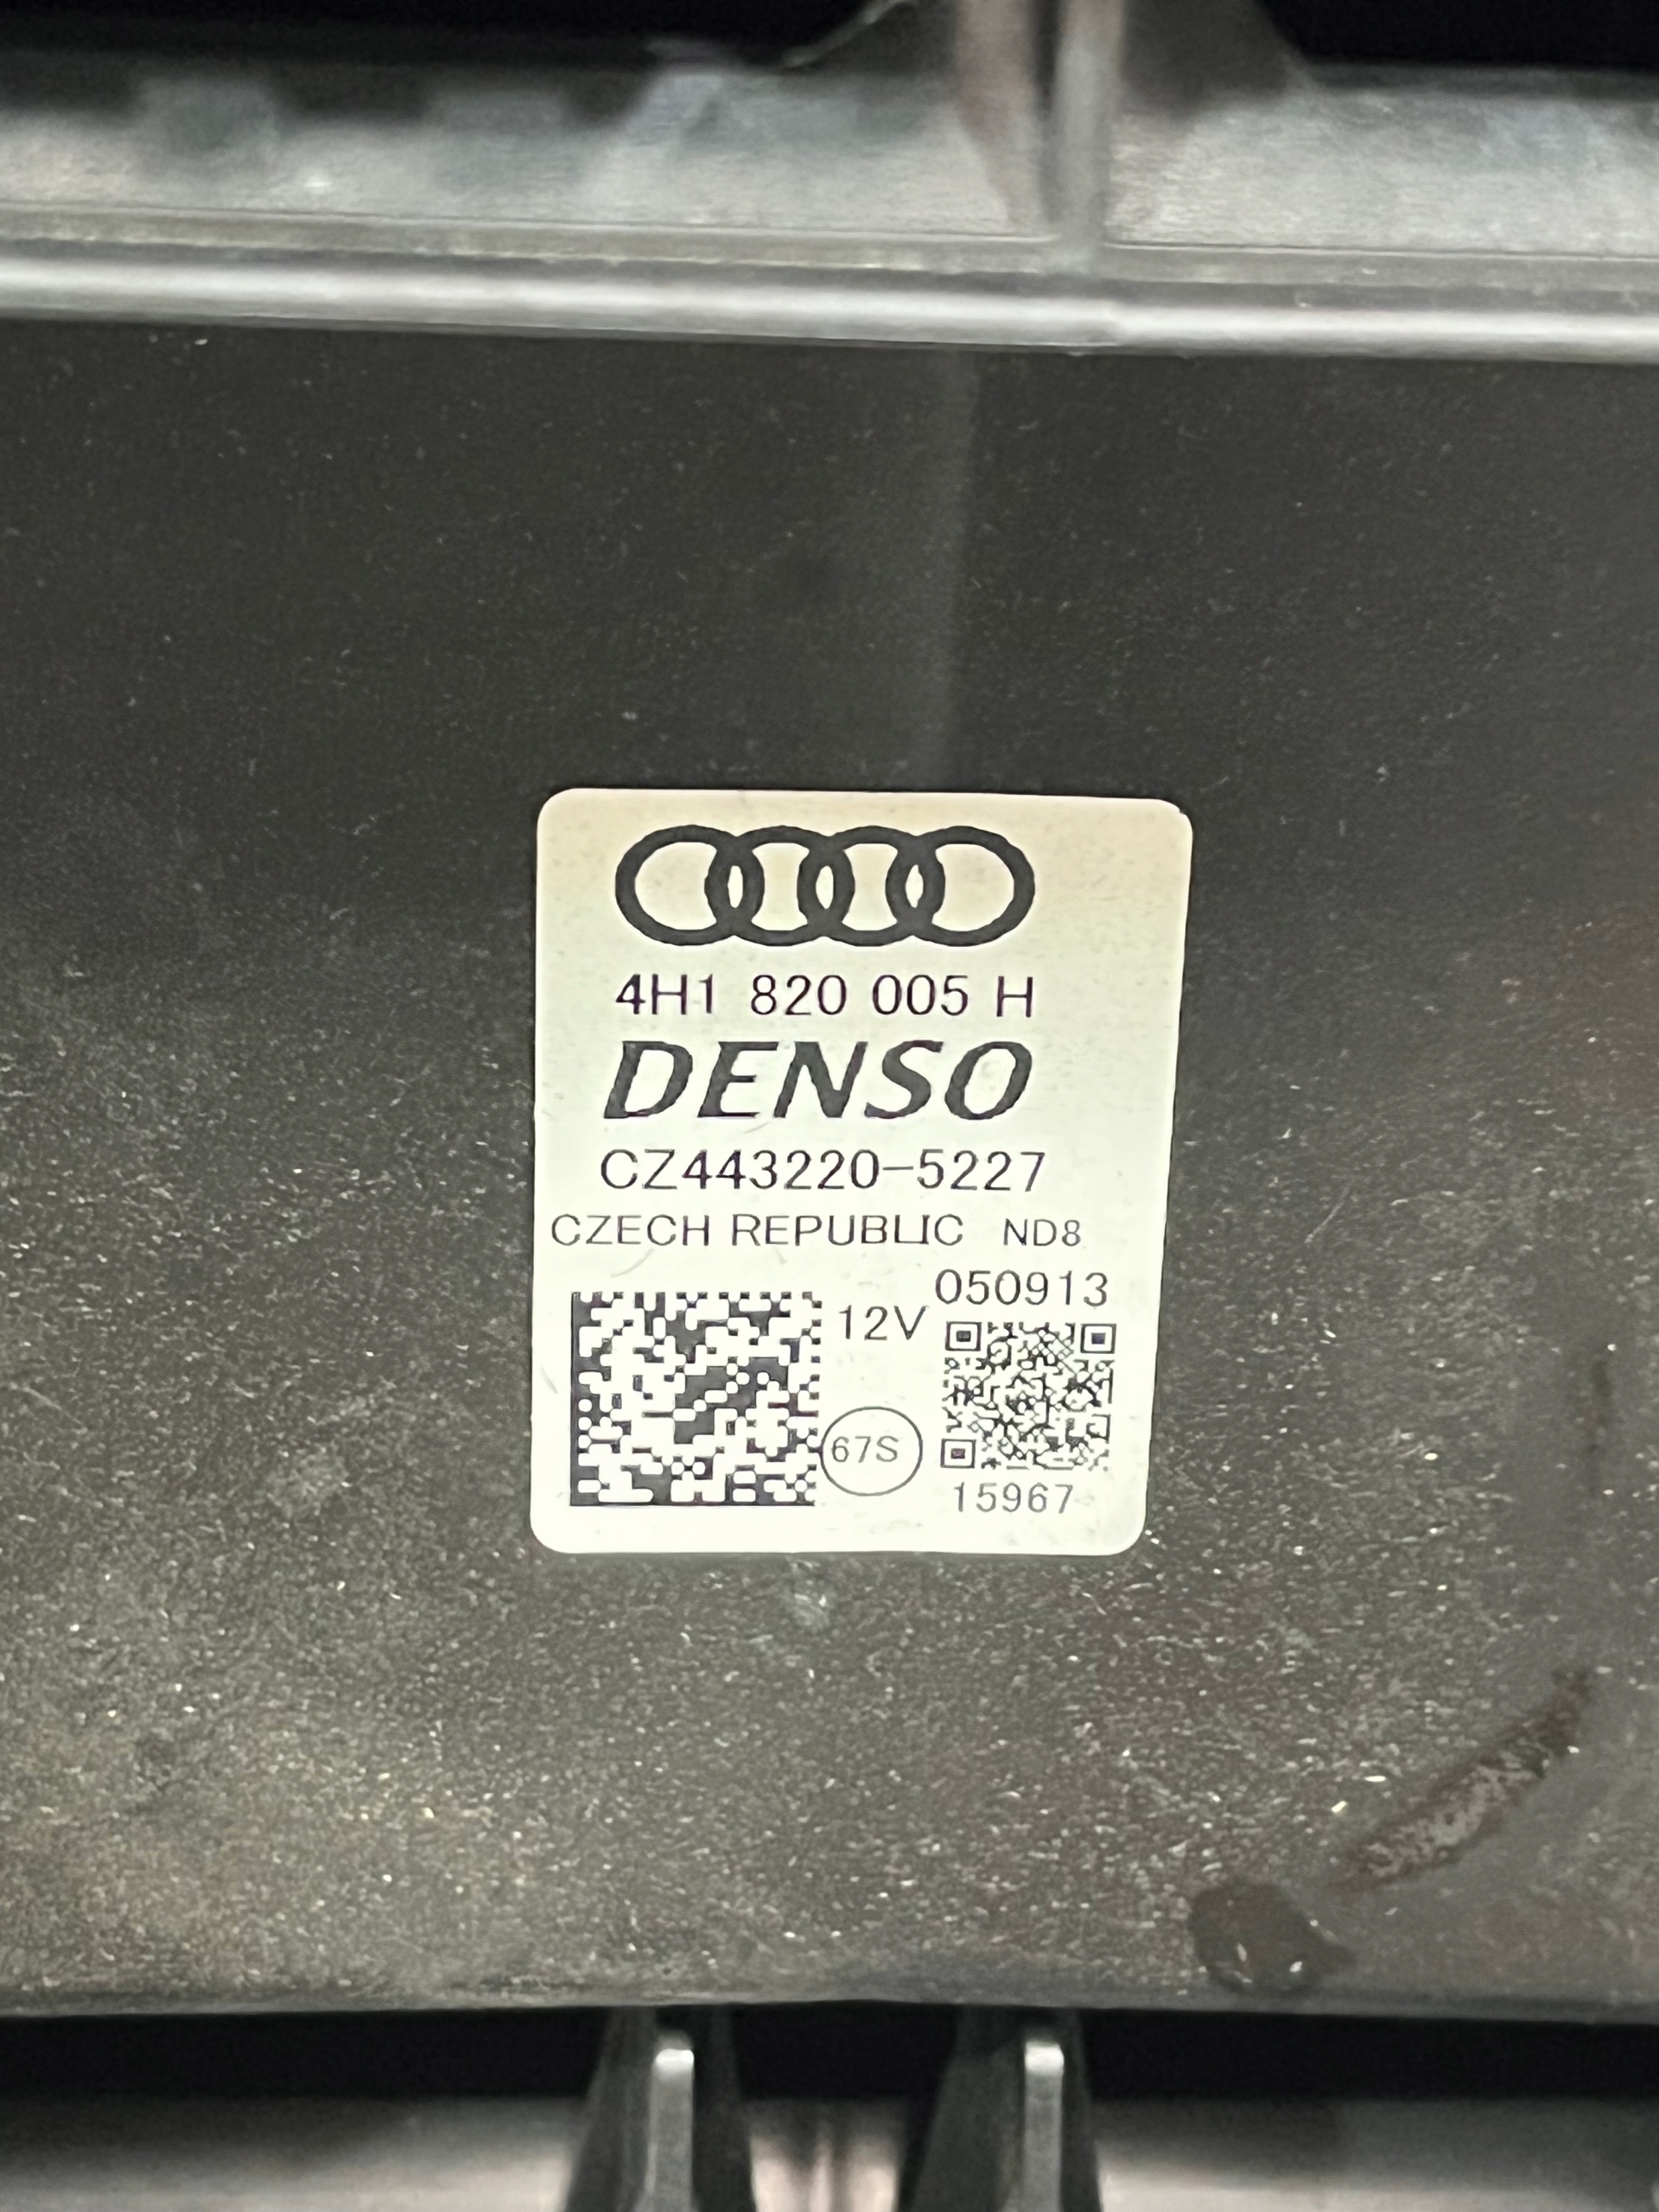 4H1 820 005 H
DENSO
CZ443220-5227
CZECH REPUBLIC ND8
050913
12V
67S
15967